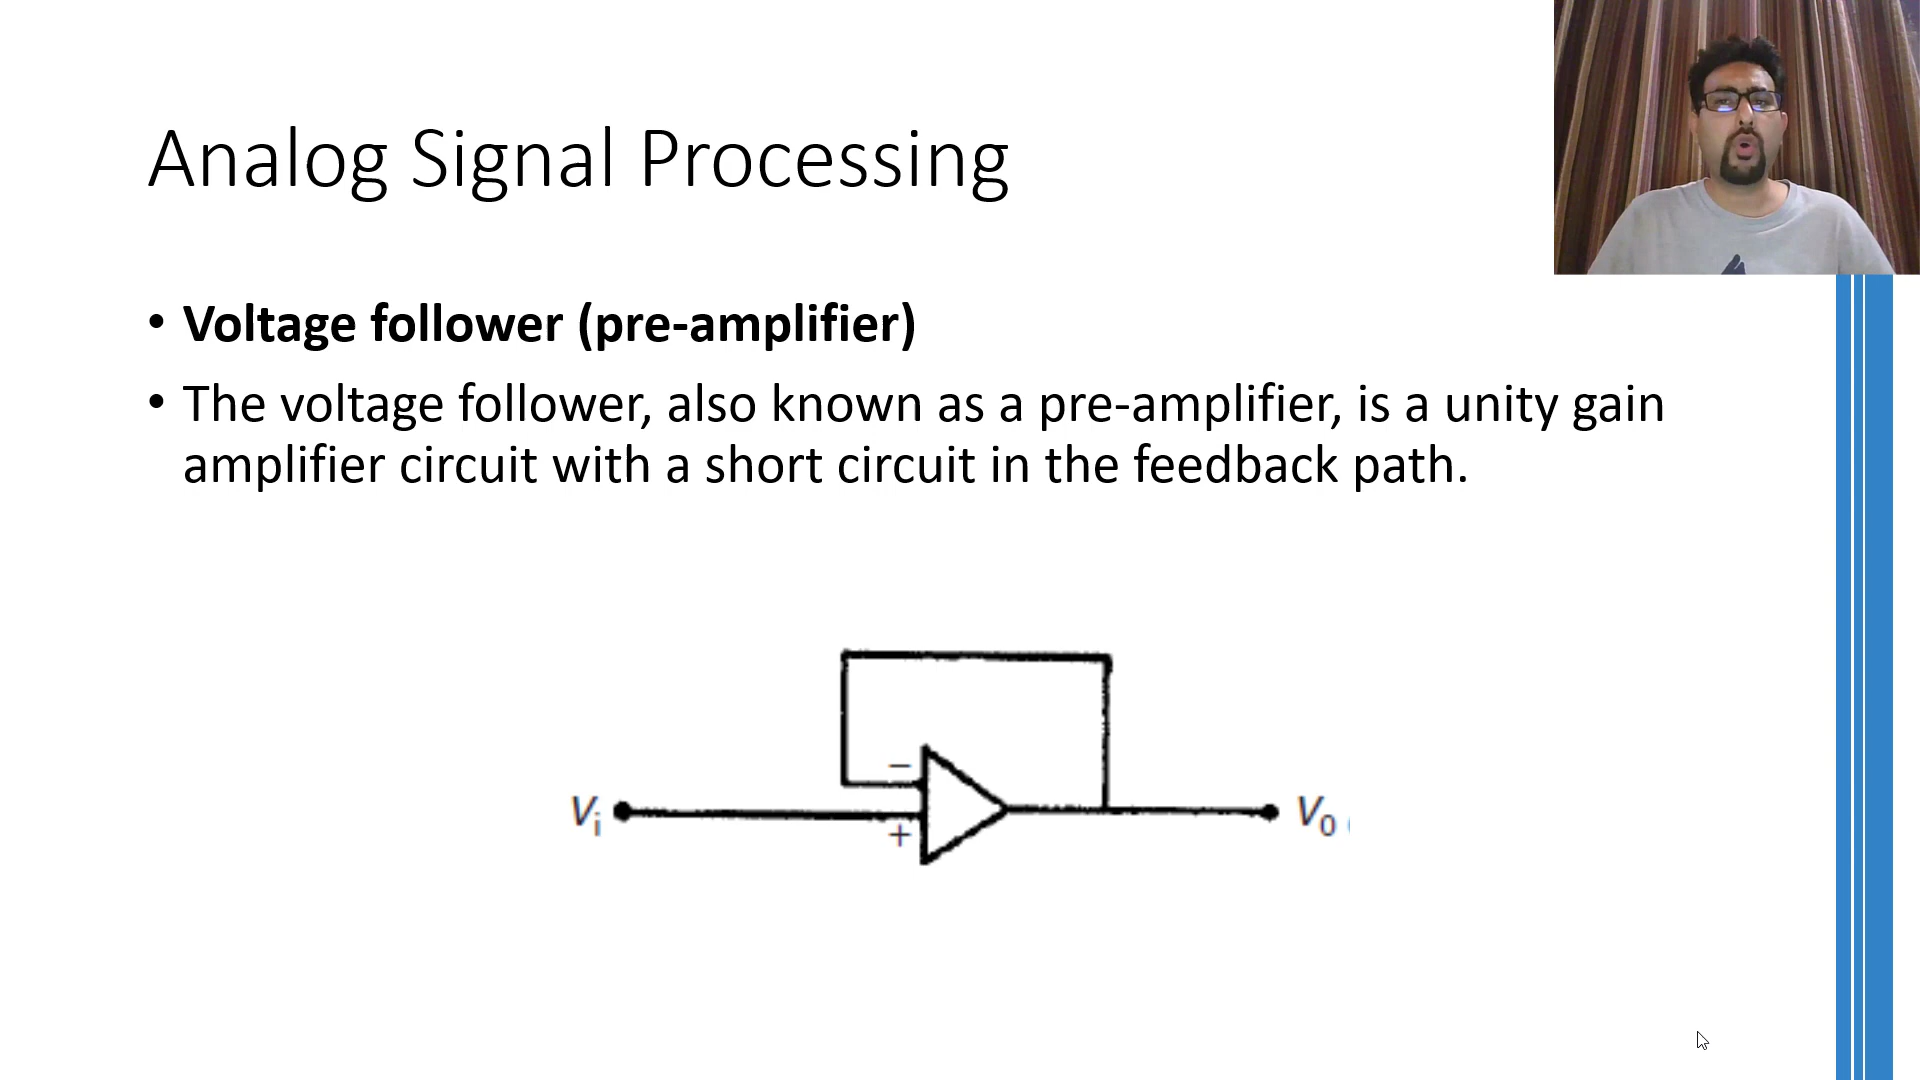 Analog Signal Processing
• Voltage follower (pre-amplifier)
• The voltage follower, also known as a pre-amplifier, is a unity gain
amplifier circuit with a short circuit in the feedback path.
−
Vi
V0
+